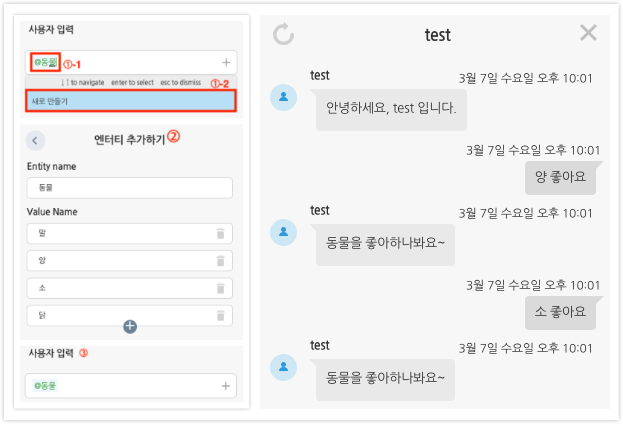 사용자 입력
@동물
①-1
↓↑ to navigate enter to select esc to dismiss
①-2
새로 만들기
엔터티 추가하기②
Entity name
동물
Value Name
말
양
소
닭
사용자 입력 ③
@동물
test
test
3월 7일 수요일 오후 10:01
안녕하세요, test 입니다.
3월 7일 수요일 오후 10:01
양 좋아요
test
3월 7일 수요일 오후 10:01
동물을 좋아하나봐요~
3월 7일 수요일 오후 10:01
소 좋아요
test
3월 7일 수요일 오후 10:01
동물을 좋아하나봐요~